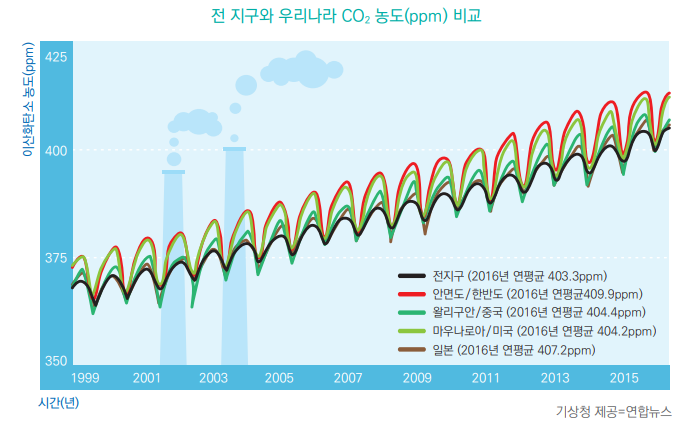 전 지구와 우리나라 CO₂ 농도(ppm) 비교
이산화탄소 농도(ppm)
425
400
375
350
전지구 (2016년 연평균 403.3ppm)
안면도/한반도 (2016년 연평균409.9ppm)
왈리구안/중국 (2016년 연평균 404.4ppm)
마우나로아/미국 (2016년 연평균 404.2ppm)
일본 (2016년 연평균 407.2ppm)
1999 2001 2003 2005 2007 2009 2011 2013 2015
시간(년)
기상청 제공=연합뉴스